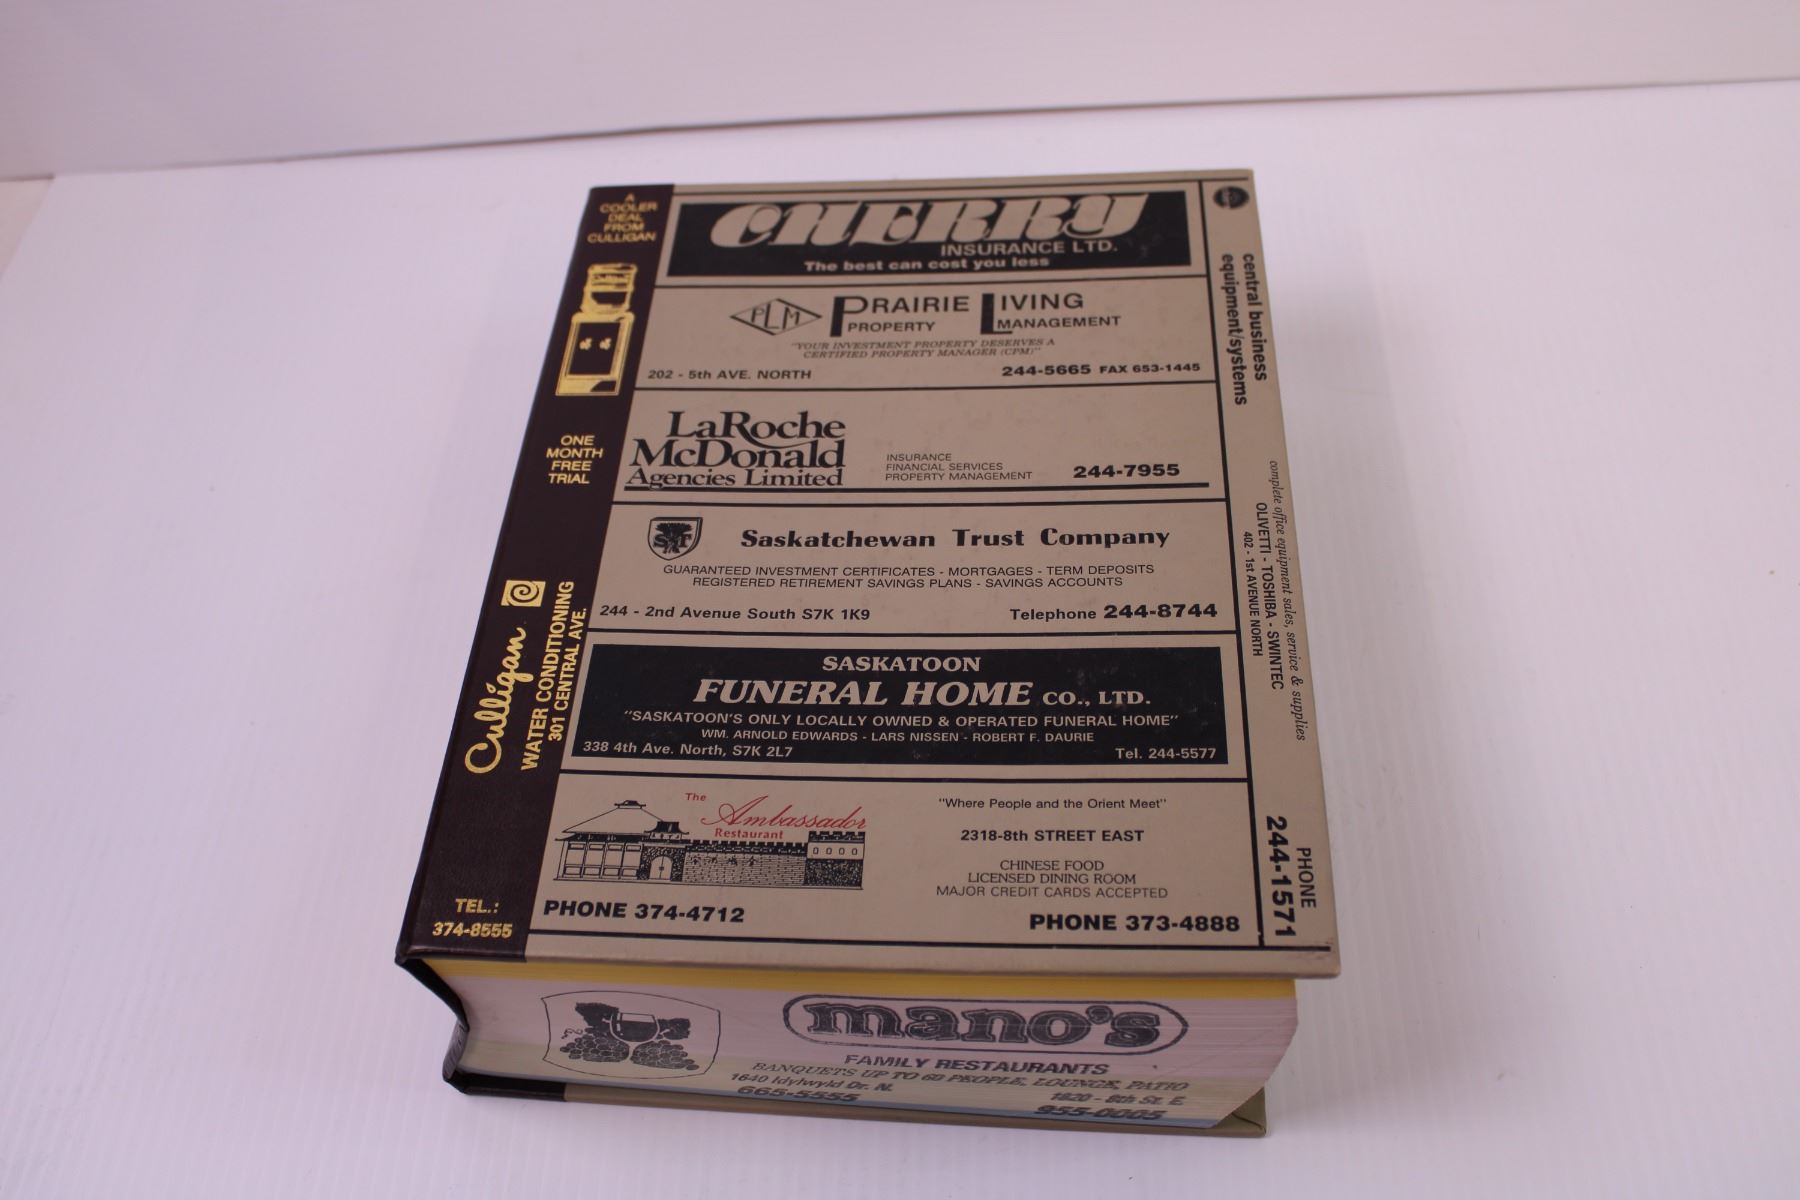 A
COOLER
DEAL
FROM
CULLIGAN
ONE
MONTH
FREE
TRIAL
Culligan
WATER CONDITIONING
301 CENTRAL AVE.
TEL.:
374-8555
CHERRY
INSURANCE LTD.
The best can cost you less
PLM
PRAIRIE LIVING
PROPERTY MANAGEMENT
"YOUR INVESTMENT PROPERTY DESERVES A
CERTIFIED PROPERTY MANAGER (CPM)"
202 - 5th AVE. NORTH
244-5665 FAX 653-1445
LaRoche
McDonald
Agencies Limited
INSURANCE
FINANCIAL SERVICES
PROPERTY MANAGEMENT
244-7955
Saskatchewan Trust Company
GUARANTEED INVESTMENT CERTIFICATES - MORTGAGES - TERM DEPOSITS
REGISTERED RETIREMENT SAVINGS PLANS - SAVINGS ACCOUNTS
244 - 2nd Avenue South S7K 1K9
Telephone 244-8744
SASKATOON
FUNERAL HOME CO., LTD.
"SASKATOON'S ONLY LOCALLY OWNED & OPERATED FUNERAL HOME"
WM. ARNOLD EDWARDS - LARS NISSEN - ROBERT F. DAURIE
338 4th Ave. North, S7K 2L7
Tel. 244-5577
The Ambassador
Restaurant
"Where People and the Orient Meet"
2318-8th STREET EAST
CHINESE FOOD
LICENSED DINING ROOM
MAJOR CREDIT CARDS ACCEPTED
PHONE 374-4712
PHONE 373-4888
central business
equipment/systems
complete office equipment sales, service & supplies
OLIVETTI - TOSHIBA - SWINTEC
402 - 1st AVENUE NORTH
PHONE
244-1571
mano's
FAMILY RESTAURANTS
BANQUETS UP TO 60 PEOPLE, LOUNGE, PATIO
1640 Idylwyld Dr. N.
665-5555
1820 - 8th St. E
955-0005